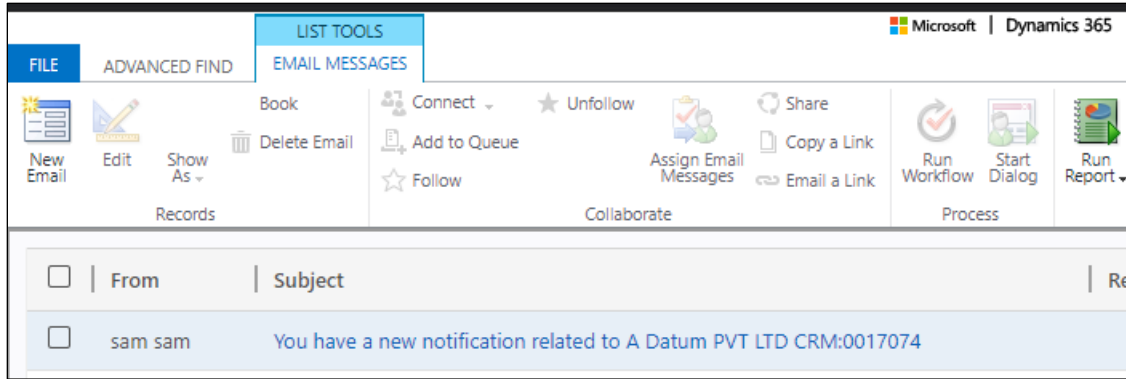 LIST TOOLS
Microsoft | Dynamics 365
FILE ADVANCED FIND EMAIL MESSAGES
New Email
Edit
Show As
Book
Delete Email
Records
Connect
Add to Queue
Follow
Unfollow
Assign Email Messages
Share
Copy a Link
Email a Link
Collaborate
Run Workflow
Start Dialog
Process
Run Report
From Subject Re
sam sam You have a new notification related to A Datum PVT LTD CRM:0017074